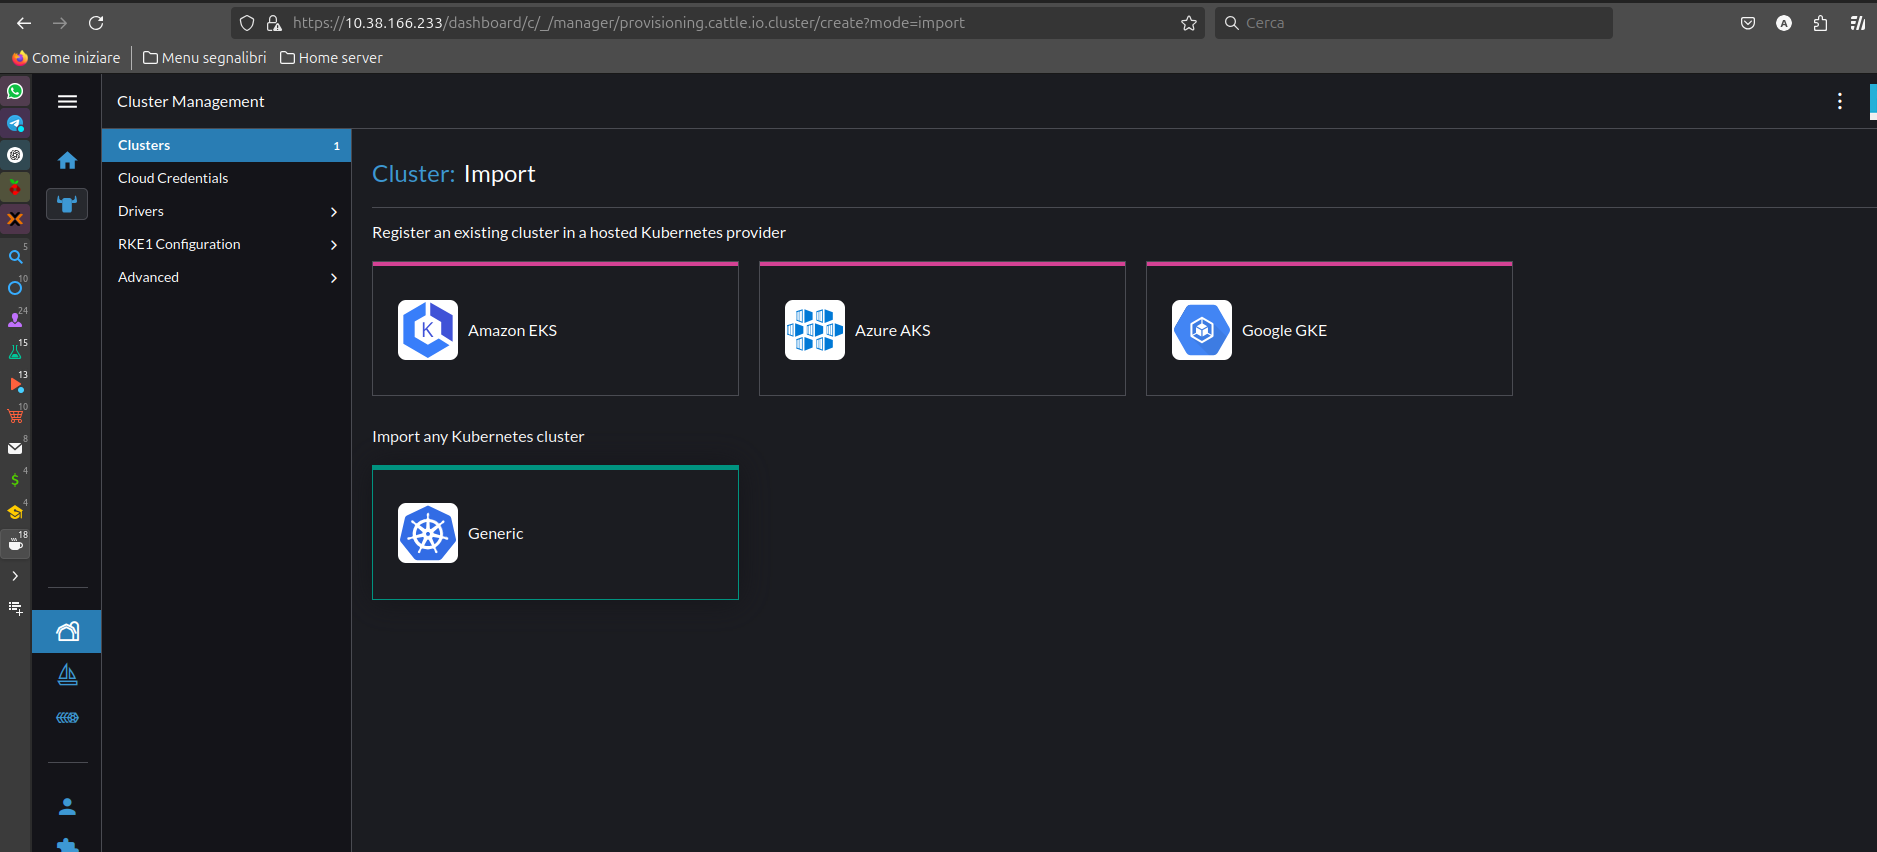 https://10.38.166.233/dashboard/c/_/manager/provisioning.cattle.io.cluster/create?mode=import
Cerca
A
Come iniziare
Menu segnalibri
Home server
Cluster Management
Clusters 1
Cloud Credentials
Drivers
RKE1 Configuration
Advanced
Cluster: Import
Register an existing cluster in a hosted Kubernetes provider
K
Amazon EKS
Azure AKS
Google GKE
Import any Kubernetes cluster
Generic
5
10
24
15
13
10
8
$ 4
4
18